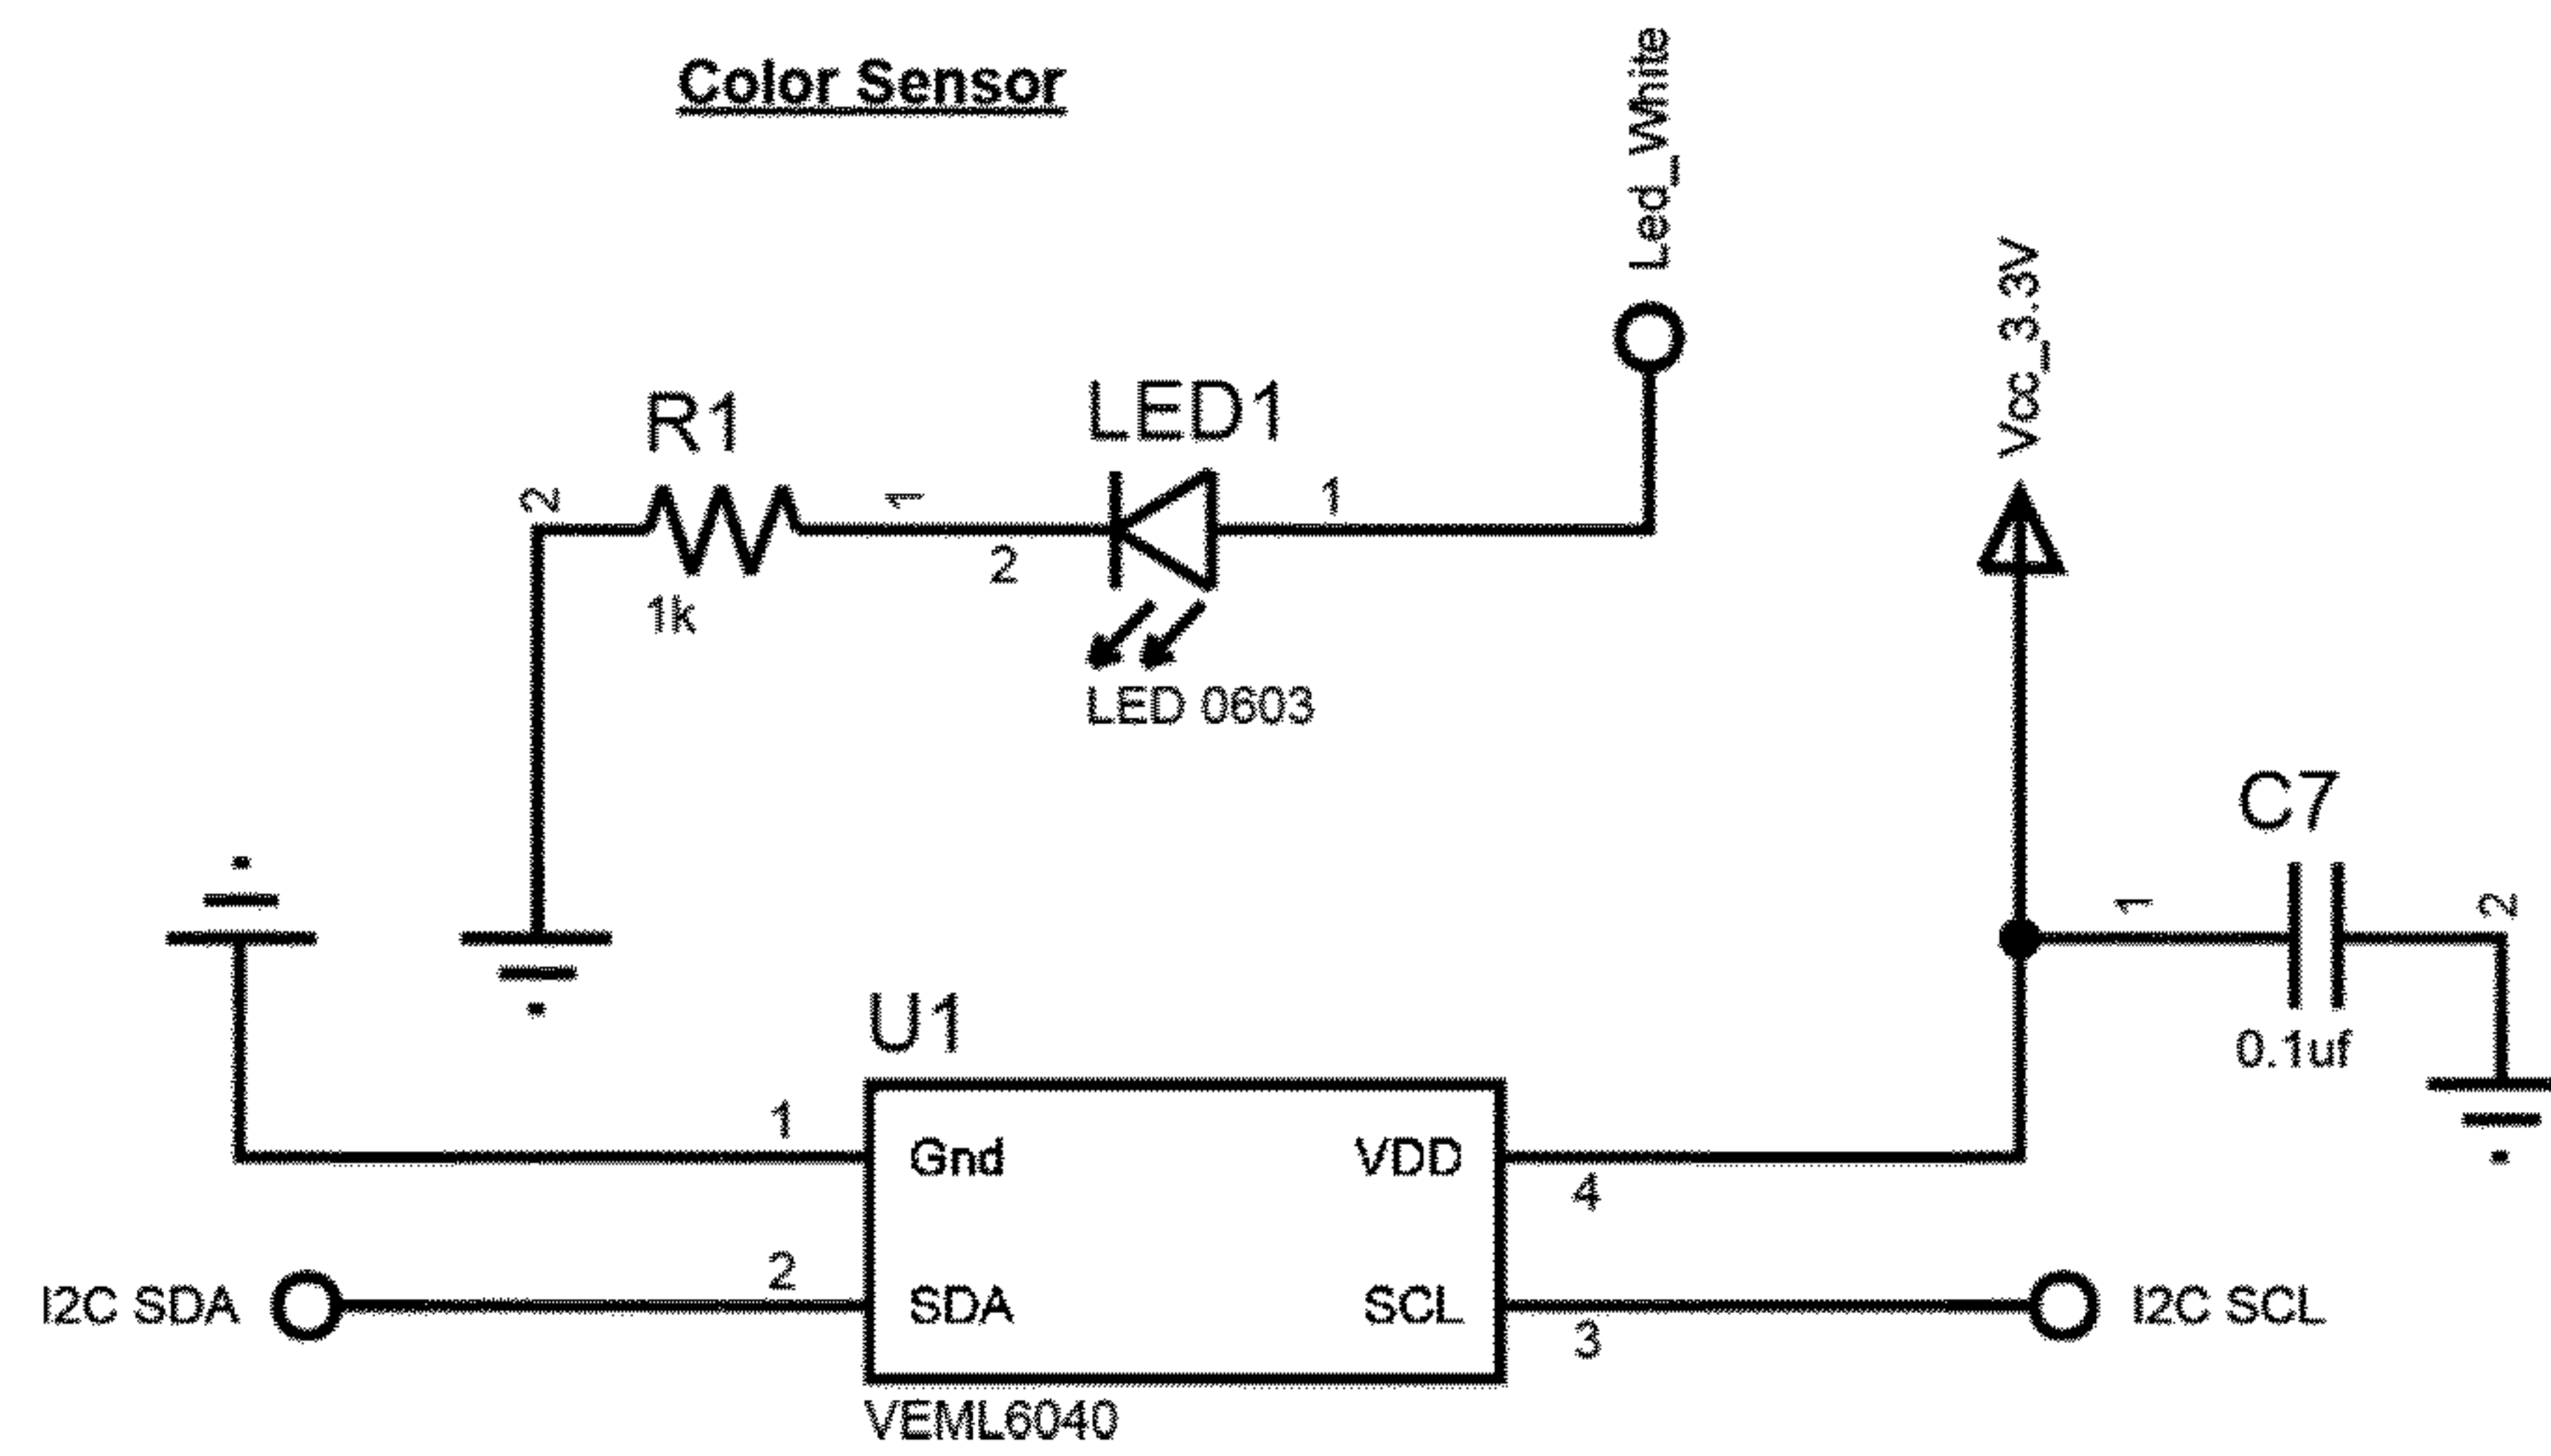 Color Sensor
Led_White
Vcc_3.3V
R1
LED1
2
1
1
2
1k
LED 0603
C7
1
2
0.1uf
U1
1
Gnd
VDD
4
2
I2C SDA
SDA
SCL
3
I2C SCL
VEML6040